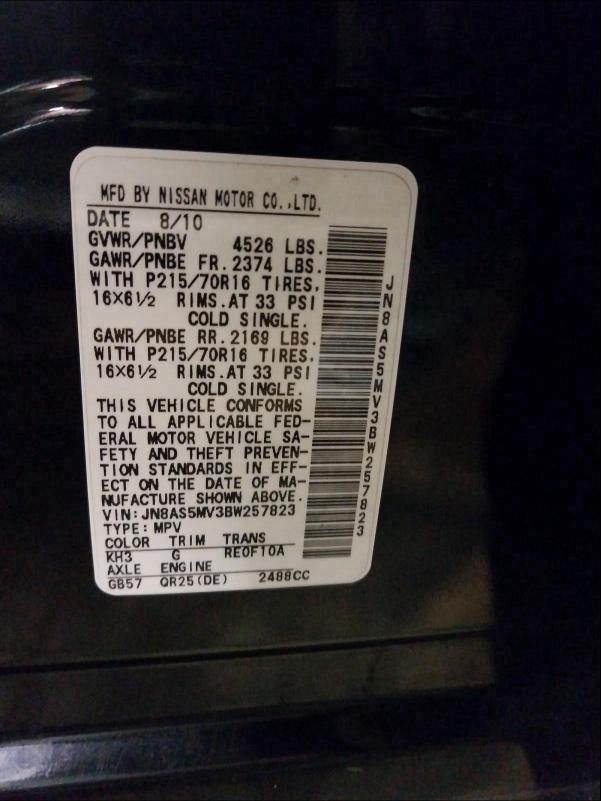 MFD BY NISSAN MOTOR CO.,LTD.
DATE 8/10
GVWR/PNBV 4526 LBS.
GAWR/PNBE FR.2374 LBS.
WITH P215/70R16 TIRES,
16×6½ RIMS.AT 33 PSI
COLD SINGLE.
GAWR/PNBE RR.2169 LBS.
WITH P215/70R16 TIRES,
16×6½ RIMS.AT 33 PSI
COLD SINGLE.
THIS VEHICLE CONFORMS
TO ALL APPLICABLE FED-
ERAL MOTOR VEHICLE SA-
FETY AND THEFT PREVEN-
TION STANDARDS IN EFF-
ECT ON THE DATE OF MA-
NUFACTURE SHOWN ABOVE.
VIN:JN8AS5MV3BW257823
TYPE:MPV
COLOR TRIM TRANS
KH3 G RE0F10A
AXLE ENGINE
GB57 QR25(DE) 2488CC
JN8AS5MV3BW257823